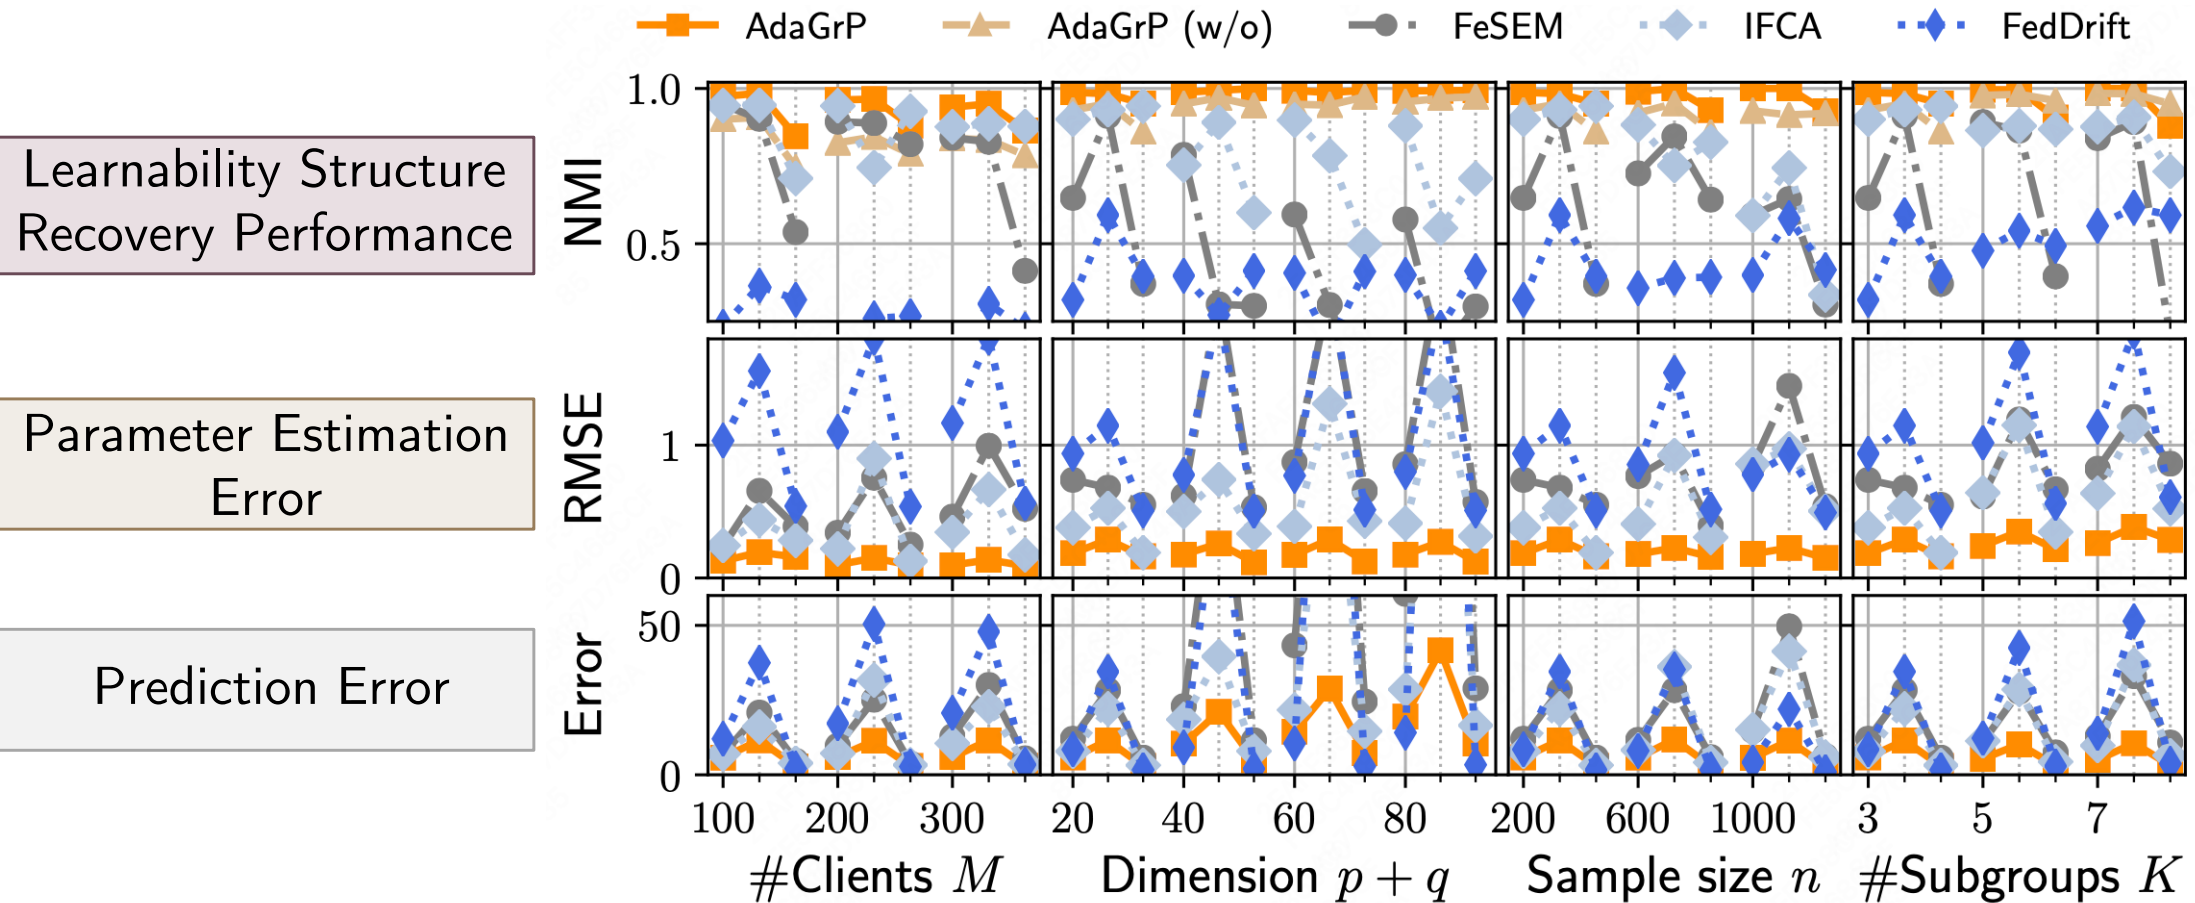 AdaGrP AdaGrP (w/o) FeSEM IFCA FedDrift
Learnability Structure
Recovery Performance
NMI
1.0
0.5
Parameter Estimation
Error
RMSE
1
0
Prediction Error
Error
50
0
100 200 300 20 40 60 80 200 600 1000 3 5 7
#Clients M Dimension p + q Sample size n #Subgroups K